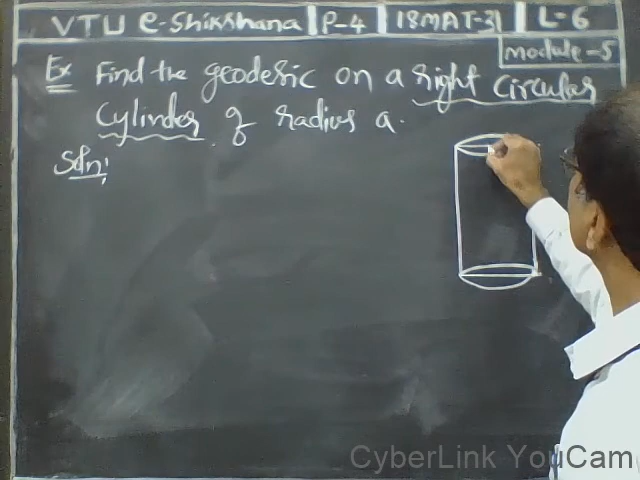 VTU e-Shikshana | P-4 | 18MAT-31 | L-6
Module-5
Ex Find the geodesic on a right Circular
Cylinder of radius a.
Soln:
CyberLink YouCam